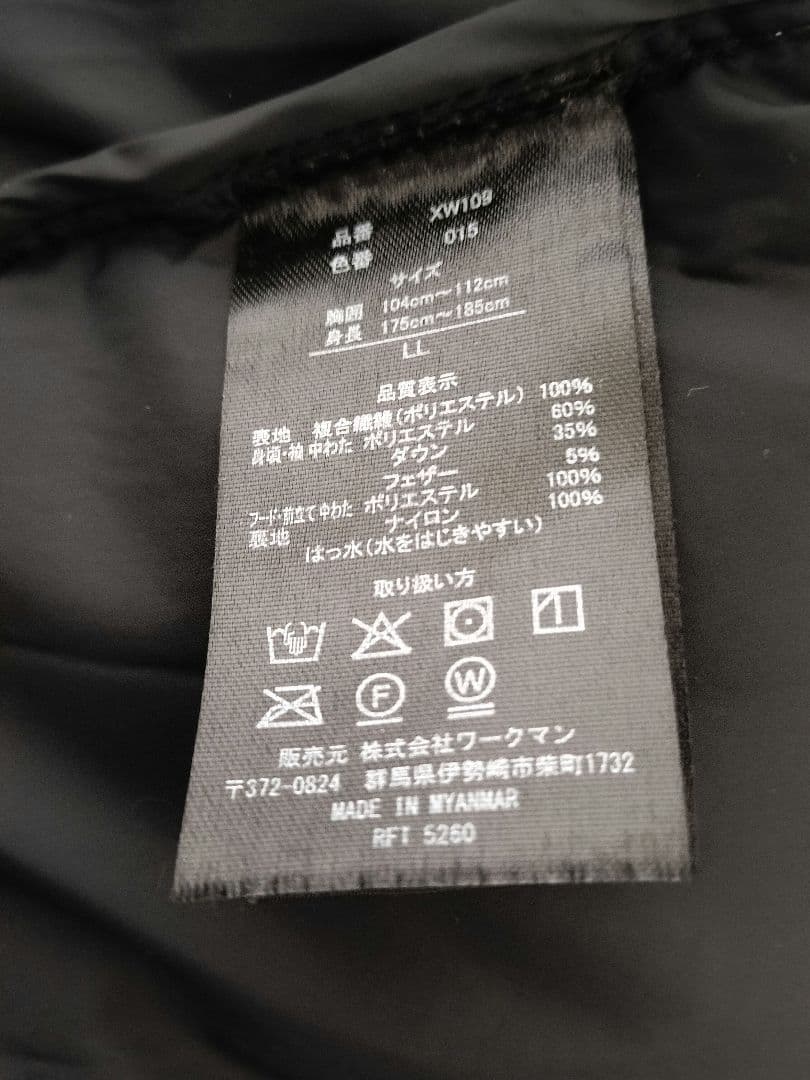 品番 XW109
色番 015
サイズ
胸囲 104cm～112cm
身長 175cm～185cm
LL
品質表示
表地 複合繊維(ポリエステル) 100%
身頃・袖 中わた ポリエステル 60%
ダウン 35%
フェザー 5%
フード・前立て 中わた ポリエステル 100%
裏地 ナイロン 100%
はっ水(水をはじきやすい)
取り扱い方
F
W
販売元 株式会社ワークマン
〒372-0824 群馬県伊勢崎市柴町1732
MADE IN MYANMAR
RFT 5260